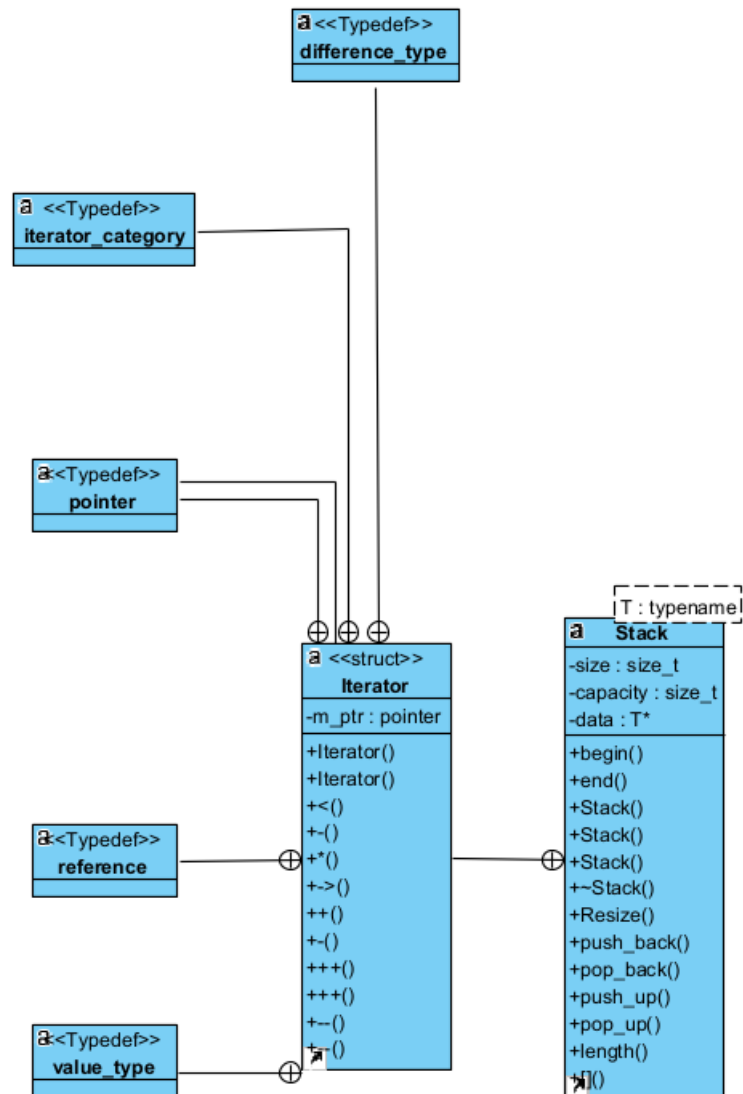 <<Typedef>>
difference_type
<<Typedef>>
iterator_category
<<Typedef>>
pointer
<<struct>>
Iterator
-m_ptr : pointer
+Iterator()
+Iterator()
+<()
+-()
+*()
+->()
++()
+-()
+++()
+++()
+--()
+--()
T : typename
Stack
-size : size_t
-capacity : size_t
-data : T*
+begin()
+end()
+Stack()
+Stack()
+Stack()
+~Stack()
+Resize()
+push_back()
+pop_back()
+push_up()
+pop_up()
+length()
+[]()
<<Typedef>>
reference
<<Typedef>>
value_type